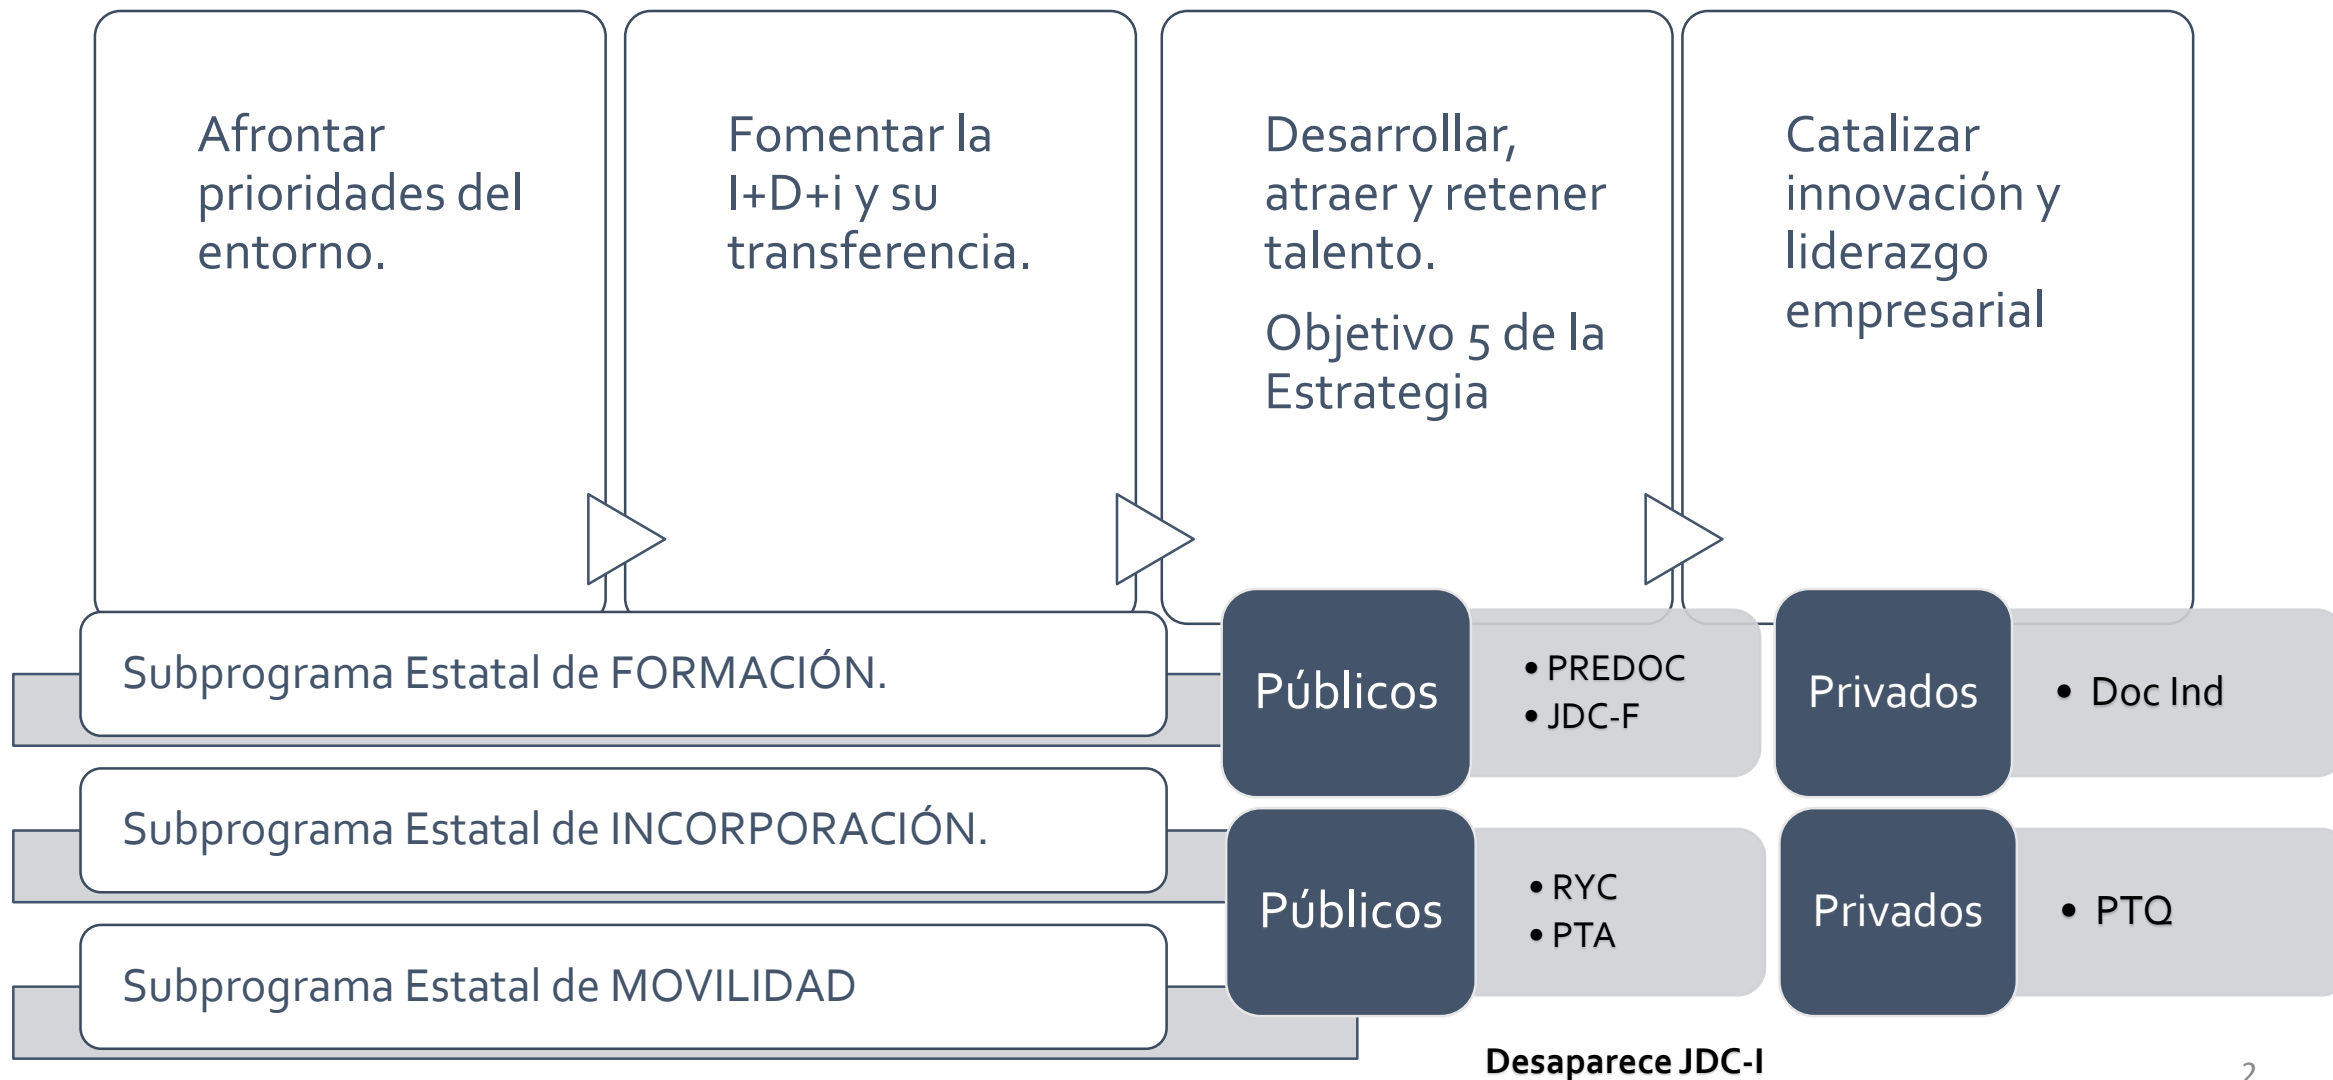 Afrontar
prioridades del
entorno.
Fomentar la
I+D+i y su
transferencia.
Desarrollar,
atraer y retener
talento.
Objetivo 5 de la
Estrategia
Catalizar
innovación y
liderazgo
empresarial
Subprograma Estatal de FORMACIÓN.
Públicos
• PREDOC
• JDC-F
Privados
• Doc Ind
Subprograma Estatal de INCORPORACIÓN.
Públicos
• RYC
• PTA
Privados
• PTQ
Subprograma Estatal de MOVILIDAD
Desaparece JDC-I
2